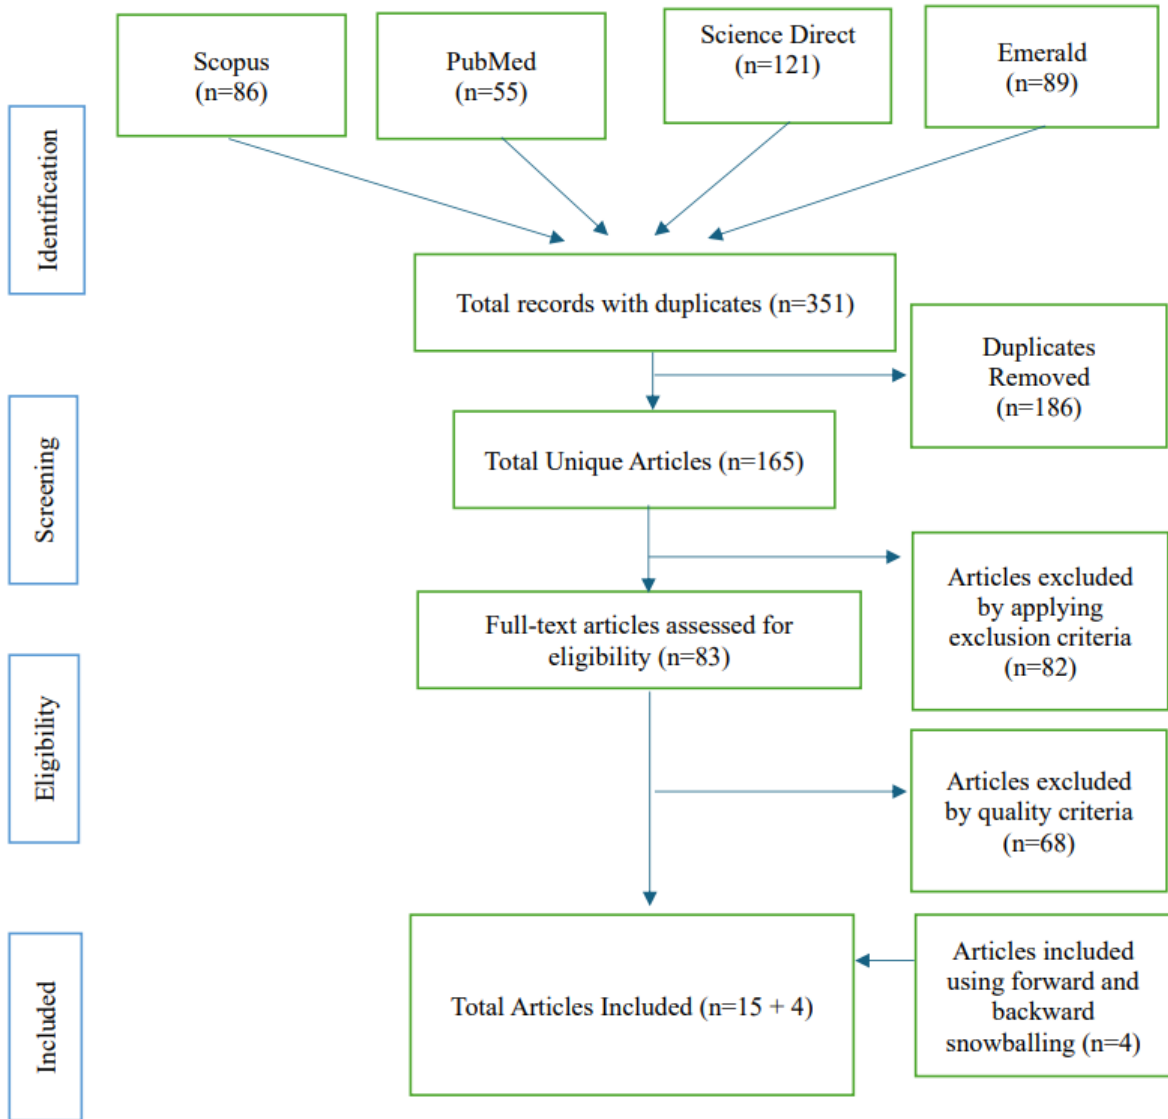 Scopus
(n=86)
PubMed
(n=55)
Science Direct
(n=121)
Emerald
(n=89)
Identification
Total records with duplicates (n=351)
Duplicates
Removed
(n=186)
Screening
Total Unique Articles (n=165)
Articles excluded
by applying
exclusion criteria
(n=82)
Full-text articles assessed for
eligibility (n=83)
Eligibility
Articles excluded
by quality criteria
(n=68)
Included
Total Articles Included (n=15 + 4)
Articles included
using forward and
backward
snowballing (n=4)